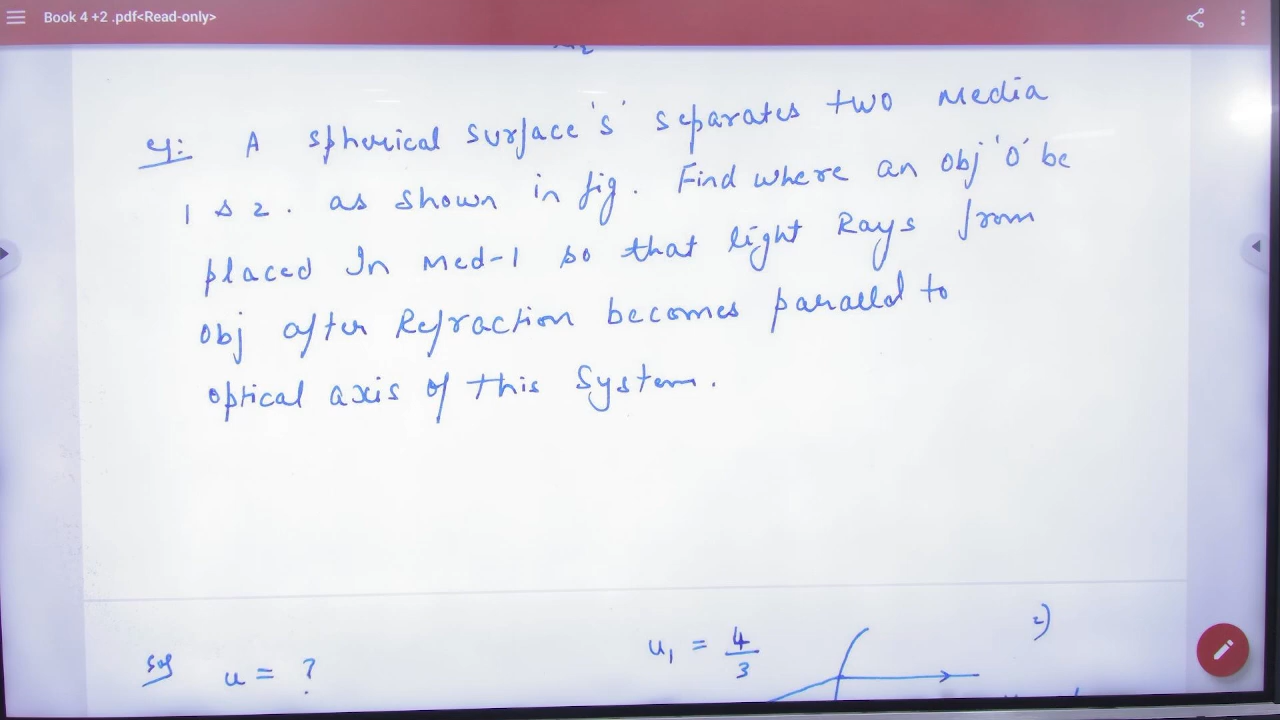 Book 4 +2 .pdf<Read-only>
eg: A spherical surface 's' separates two media
1 & 2 . as shown in fig . Find where an obj 'O' be
placed In Med-1 so that light Rays from
obj after Refraction becomes parallel to
optical axis of this System .
Sol u = ?
u₁ = 4/3
2)